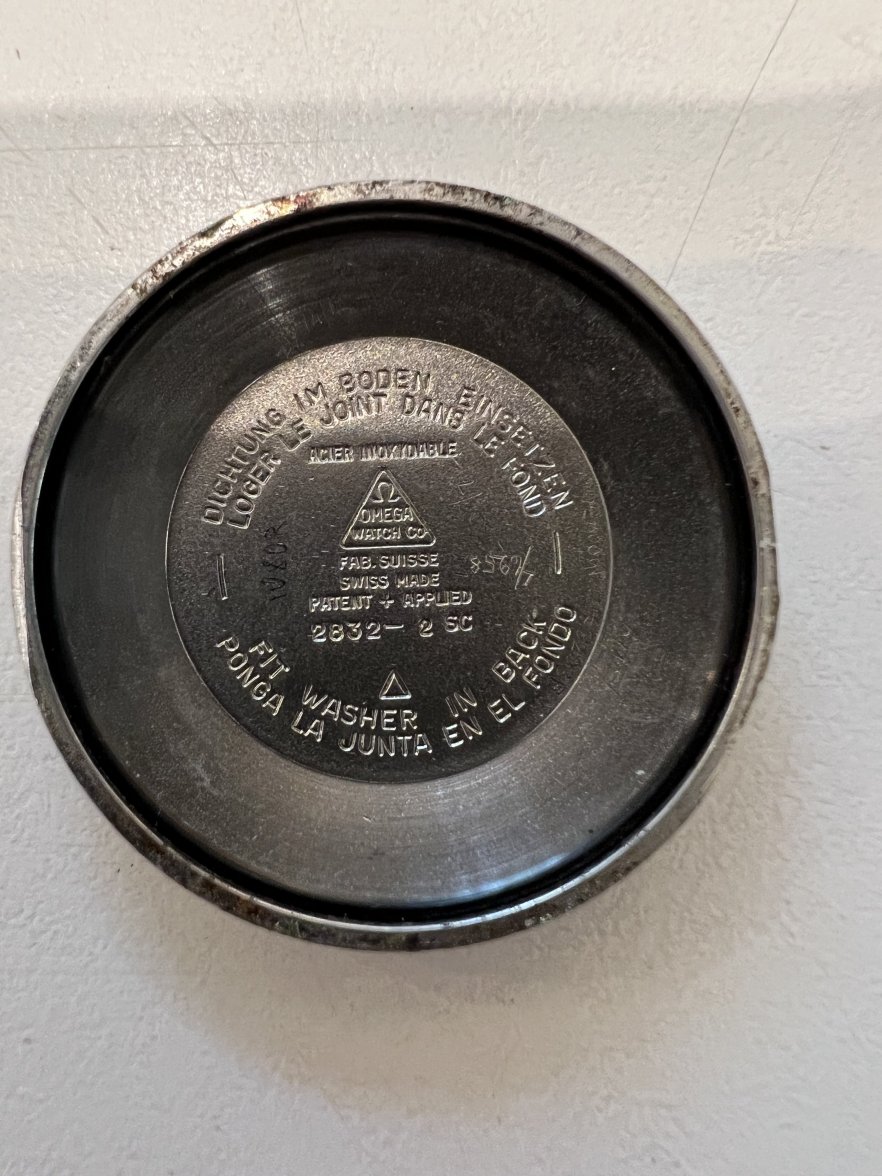 DICHTUNG IM BODEN EINSETZEN
LOGER LE JOINT DANS LE FOND
ACIER INOXYDABLE
Ω
OMEGA
WATCH CO
FAB. SUISSE
SWISS MADE
PATENT + APPLIED
2832-2 SC
FIT WASHER IN BACK
PONGA LA JUNTA EN EL FONDO